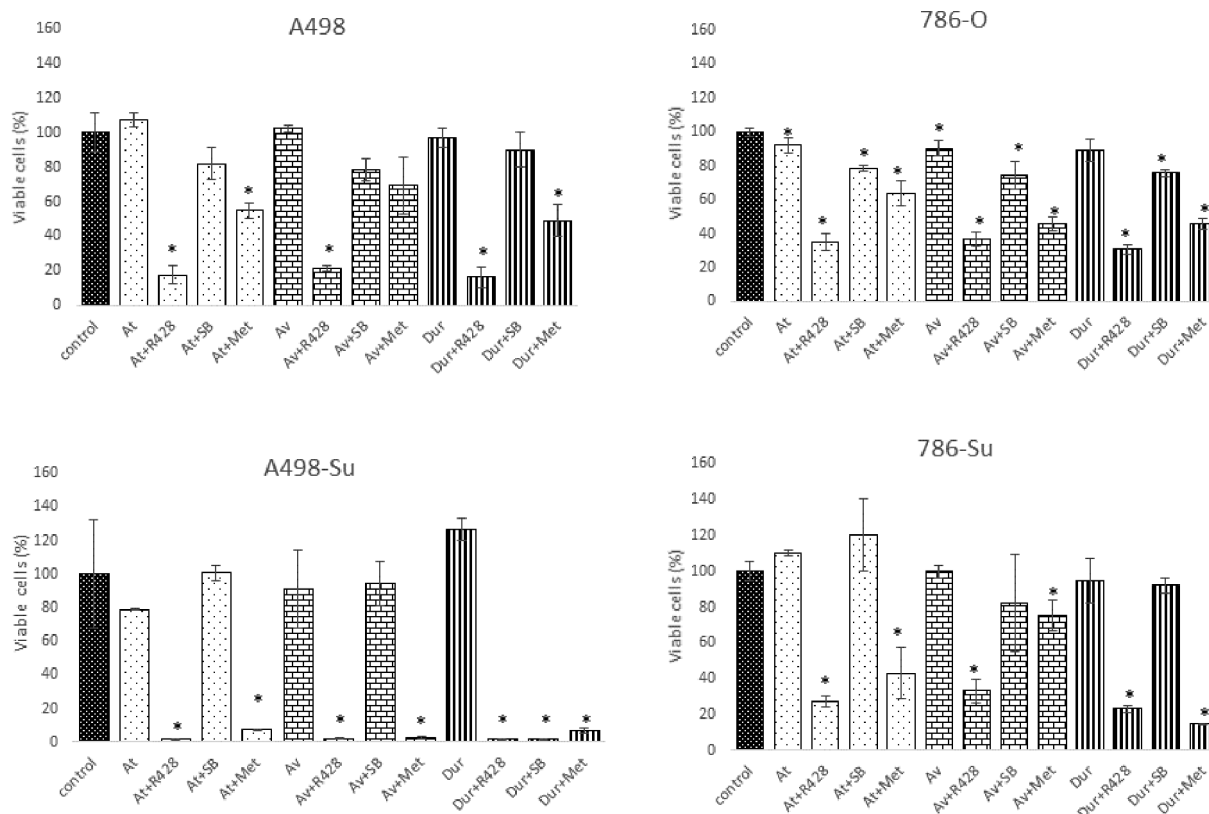 A498
Viable cells (%)
160
140
120
100
80
60
40
20
0
* * * * *
control At At+R428 At+SB At+Met Av Av+R428 Av+SB Av+Met Dur Dur+R428 Dur+SB Dur+Met
786-O
Viable cells (%)
160
140
120
100
80
60
40
20
0
* * * * * * * * * * *
control At At+R428 At+SB At+Met Av Av+R428 Av+SB Av+Met Dur Dur+R428 Dur+SB Dur+Met
A498-Su
Viable cells (%)
160
140
120
100
80
60
40
20
0
* * * * * * *
control At At+R428 At+SB At+Met Av Av+R428 Av+SB Av+Met Dur Dur+R428 Dur+SB Dur+Met
786-Su
Viable cells (%)
160
140
120
100
80
60
40
20
0
* * * * * *
control At At+R428 At+SB At+Met Av Av+R428 Av+SB Av+Met Dur Dur+R428 Dur+SB Dur+Met